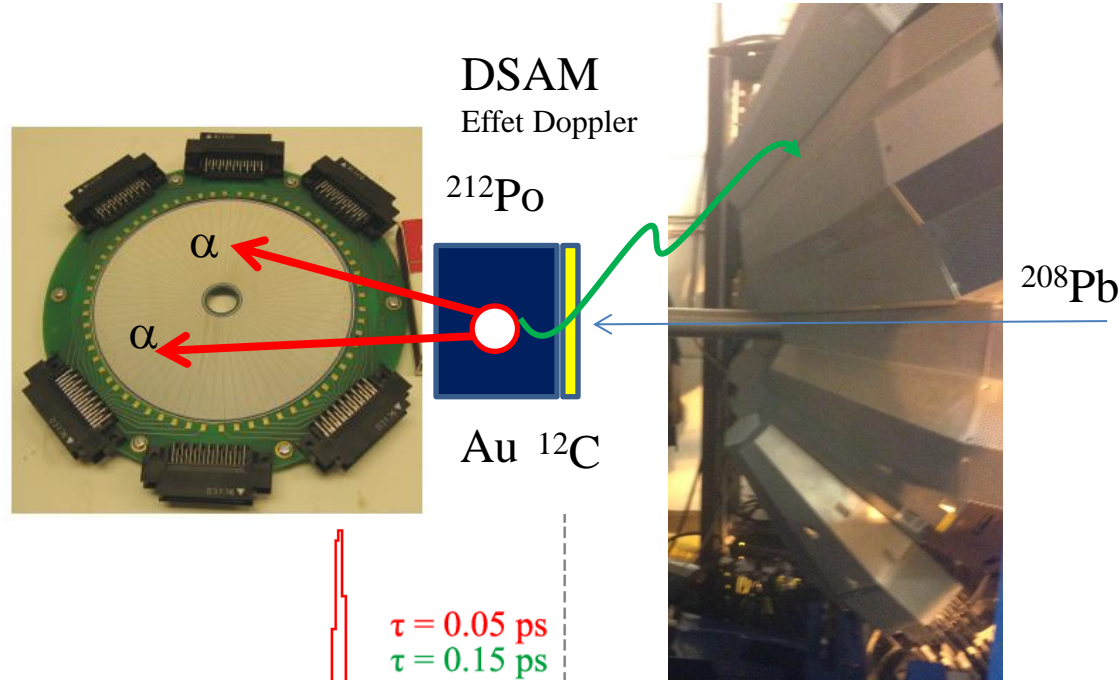 DSAM
Effet Doppler
²¹²Po
α
α
²⁰⁸Pb
Au ¹²C
τ = 0.05 ps
τ = 0.15 ps